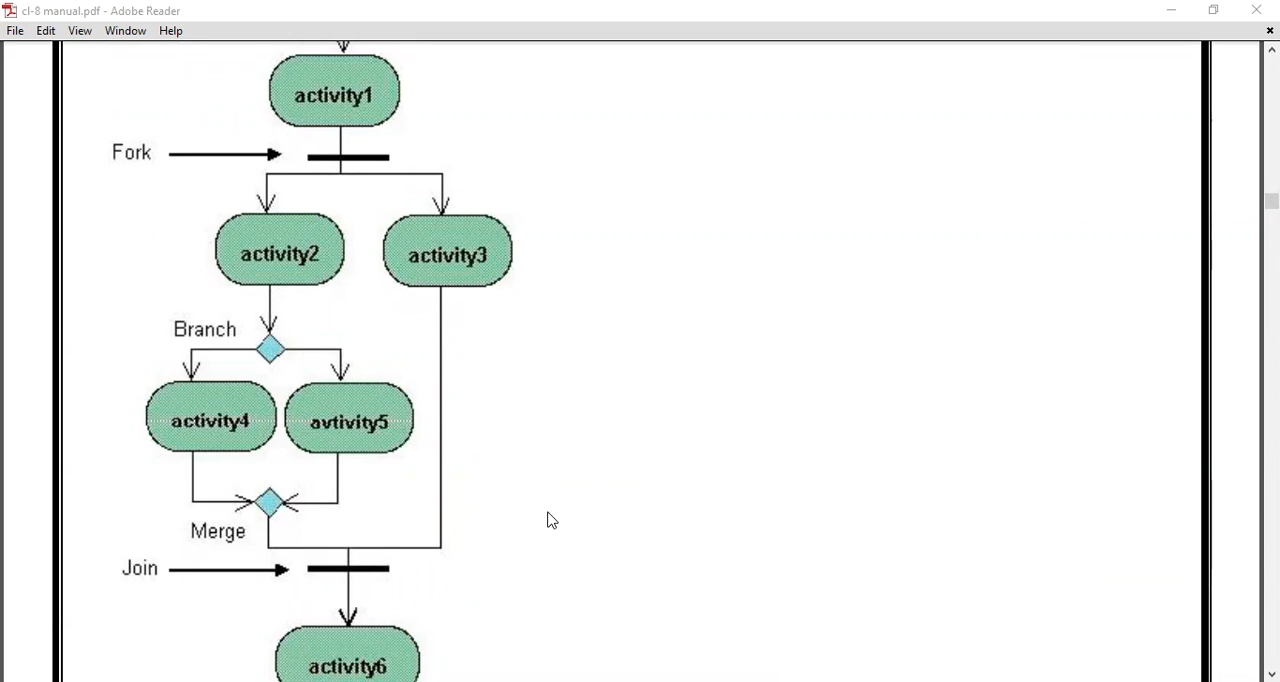 cl-8 manual.pdf - Adobe Reader
File Edit View Window Help
activity1
Fork
activity2 activity3
Branch
activity4 avtivity5
Merge
Join
activity6